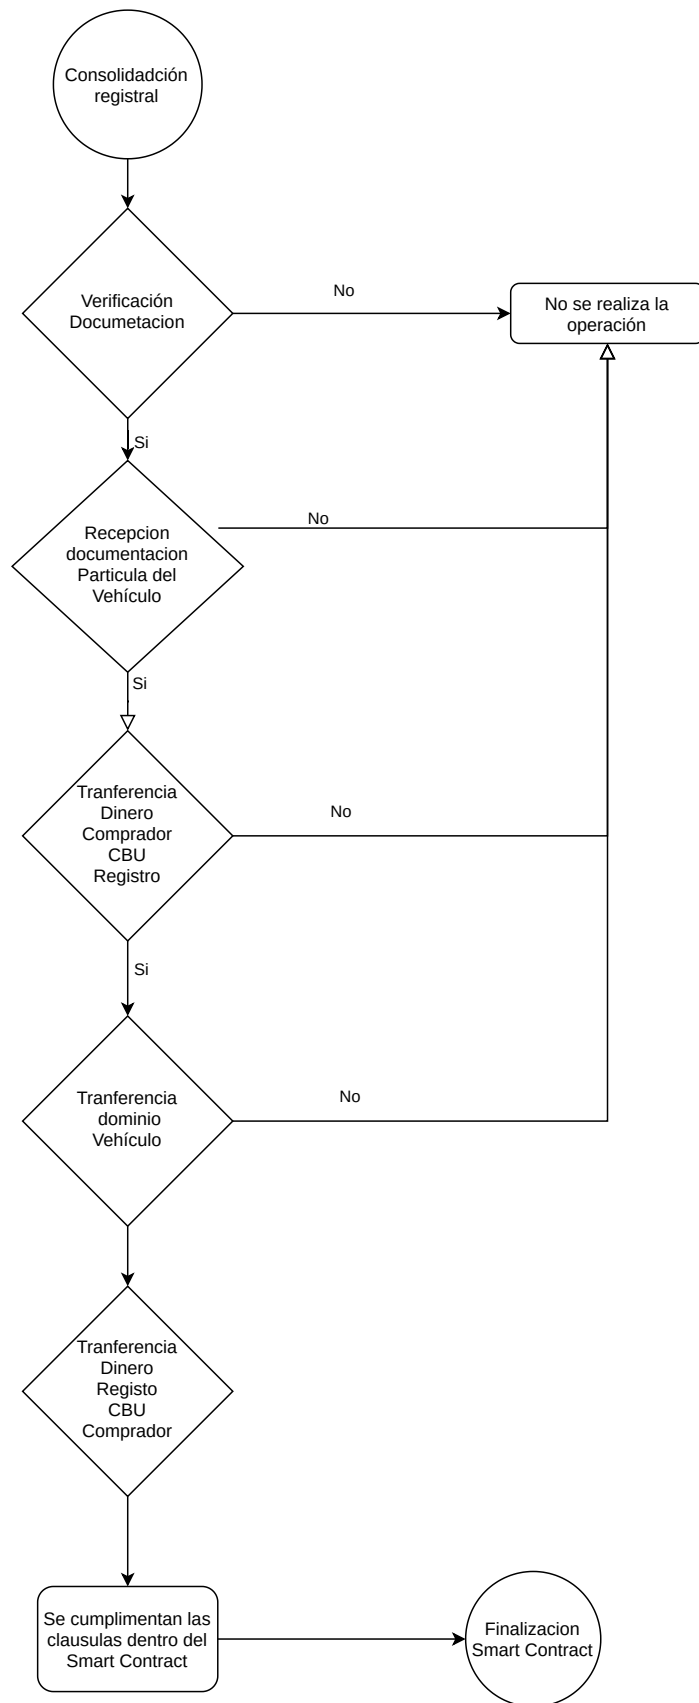 Consolidadción
registral
Verificación
Documetacion
No
No se realiza la
operación
Si
Recepcion
documentacion
Particula del
Vehículo
No
Si
Tranferencia
Dinero
Comprador
CBU
Registro
No
Si
Tranferencia
dominio
Vehículo
No
Tranferencia
Dinero
Registo
CBU
Comprador
Se cumplimentan las
clausulas dentro del
Smart Contract
Finalizacion
Smart Contract